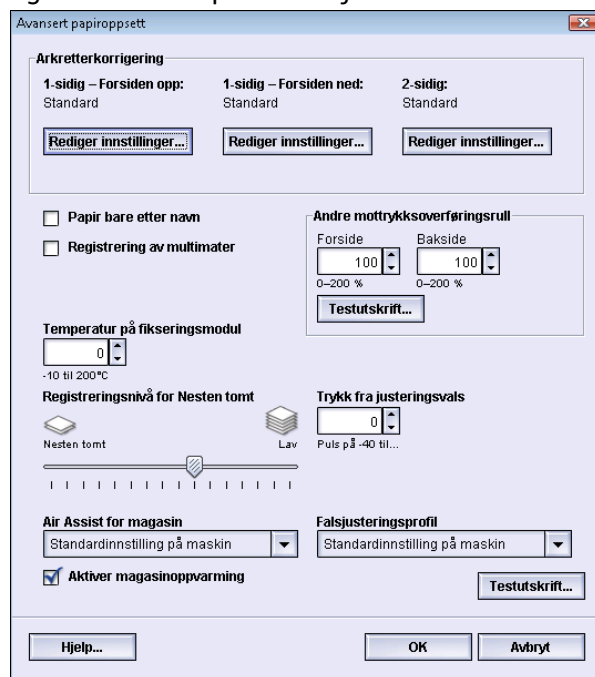 Avansert papiroppsett
Arkretterkorrigering
1-sidig – Forsiden opp: 1-sidig – Forsiden ned: 2-sidig:
Standard Standard Standard
Rediger innstillinger... Rediger innstillinger... Rediger innstillinger...
Papir bare etter navn
Registrering av multimater
Andre mottrykksoverføringsrull
Forside Bakside
100 100
0–200 % 0–200 %
Testutskrift...
Temperatur på fikseringsmodul
0
-10 til 200°C
Registreringsnivå for Nesten tomt
Nesten tomt Lav
Trykk fra justeringsvals
0
Puls på -40 til...
Air Assist for magasin
Standardinnstilling på maskin
Falsjusteringsprofil
Standardinnstilling på maskin
Aktiver magasinoppvarming
Testutskrift...
Hjelp... OK Avbryt